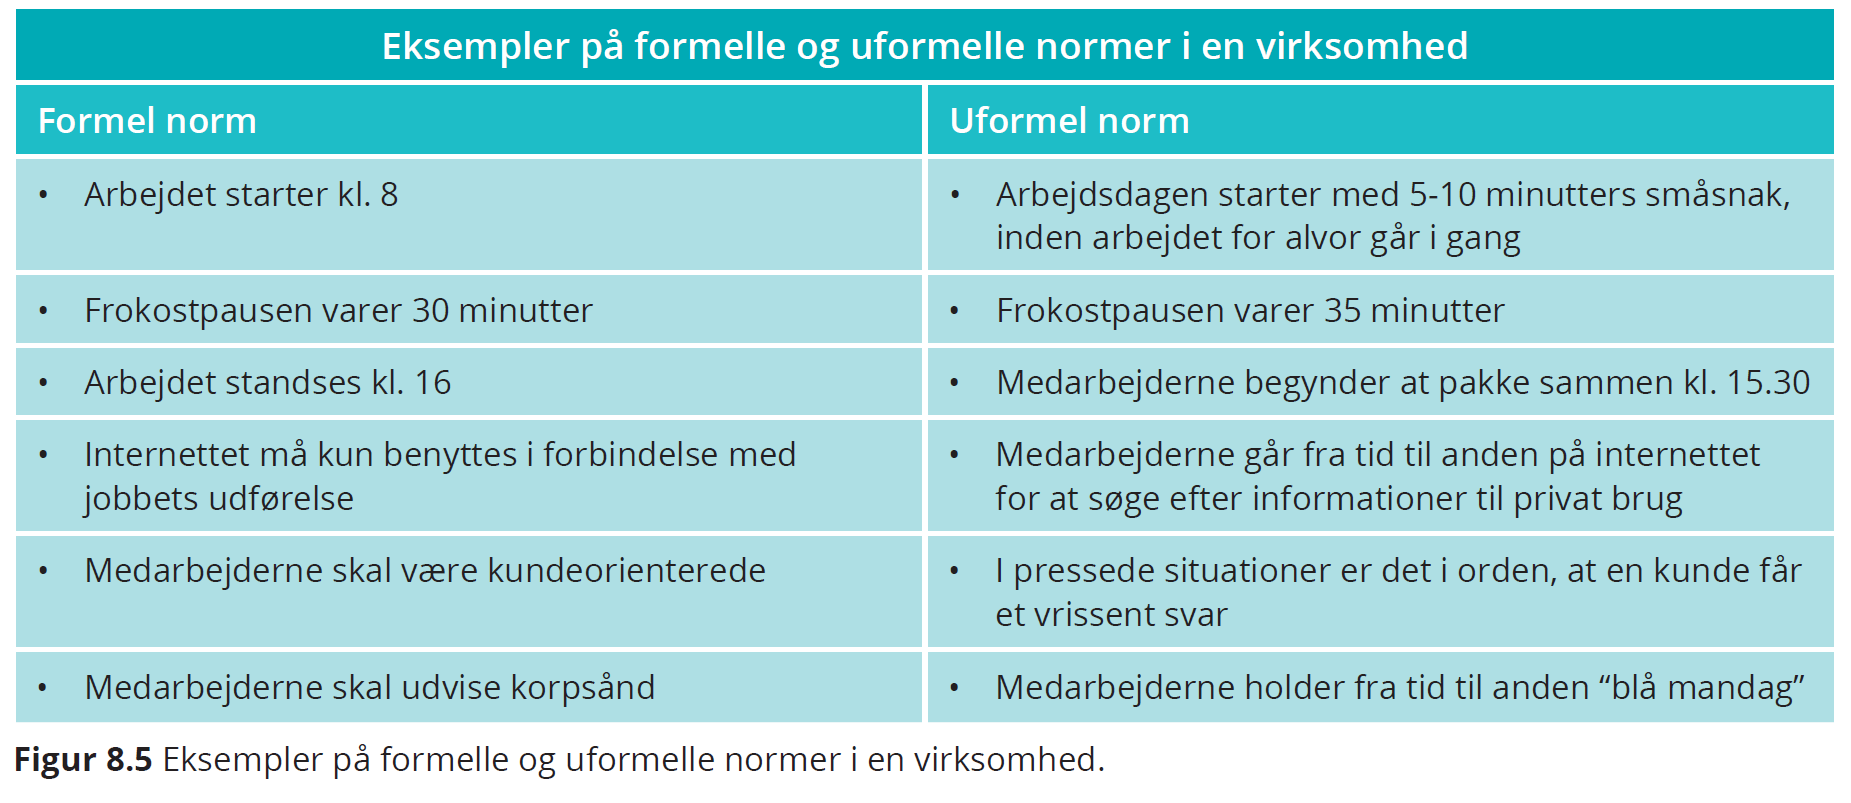 Eksempler på formelle og uformelle normer i en virksomhed
Formel norm
Uformel norm
• Arbejdet starter kl. 8
• Arbejdsdagen starter med 5-10 minutters småsnak,
inden arbejdet for alvor går i gang
• Frokostpausen varer 30 minutter
• Frokostpausen varer 35 minutter
• Arbejdet standses kl. 16
• Medarbejderne begynder at pakke sammen kl. 15.30
• Internettet må kun benyttes i forbindelse med
jobbets udførelse
• Medarbejderne går fra tid til anden på internettet
for at søge efter informationer til privat brug
• Medarbejderne skal være kundeorienterede
• I pressede situationer er det i orden, at en kunde får
et vrissent svar
• Medarbejderne skal udvise korpsånd
• Medarbejderne holder fra tid til anden “blå mandag”
Figur 8.5 Eksempler på formelle og uformelle normer i en virksomhed.